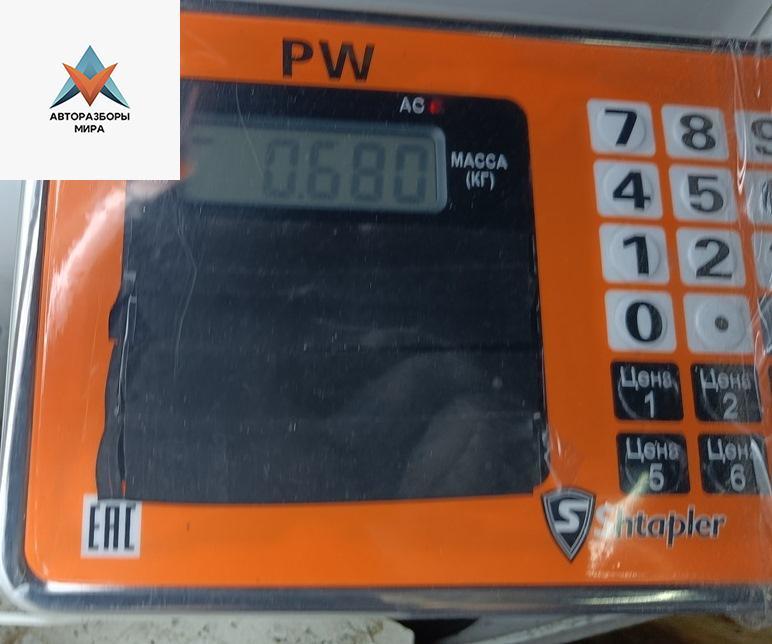 АВТОРАЗБОРЫ
МИРА
PW
AC
0.680
МАССА
(КГ)
7 8 9
4 5
1 2
0 .
Цена Цена
1 2
Цена Цена
5 6
EAC
S Shtapler